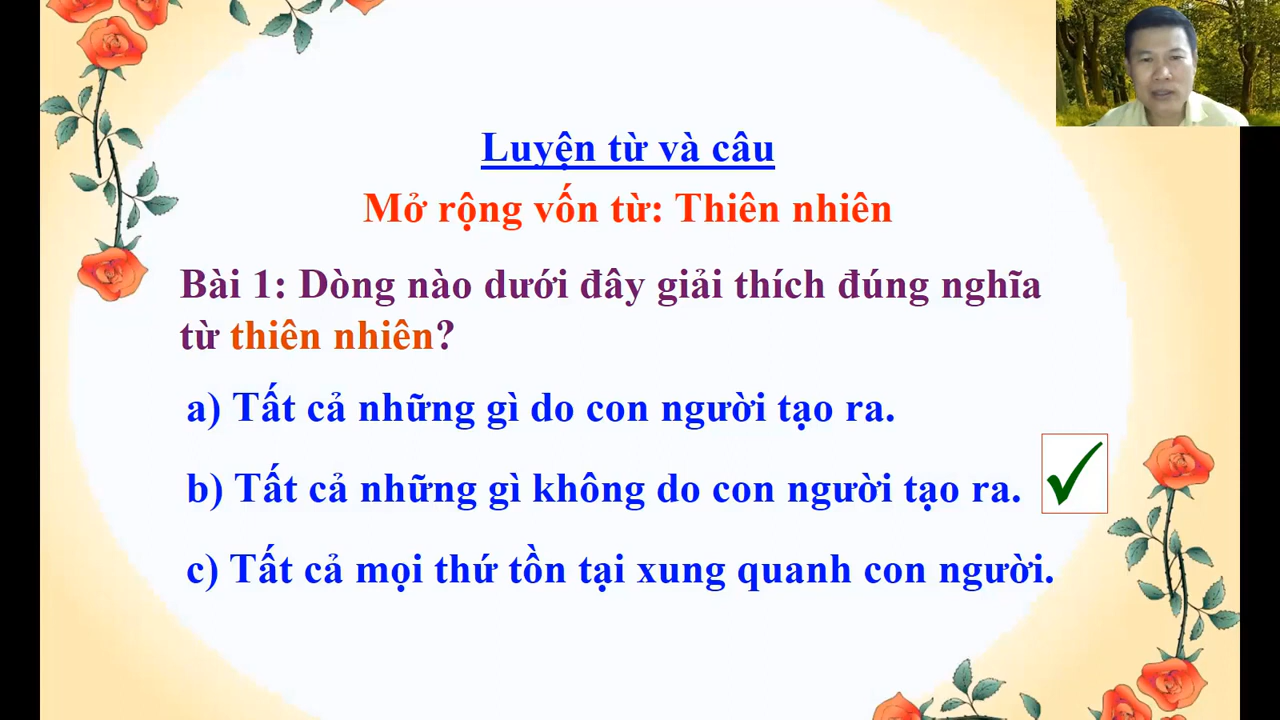 Luyện từ và câu
Mở rộng vốn từ: Thiên nhiên
Bài 1: Dòng nào dưới đây giải thích đúng nghĩa
từ thiên nhiên?
a) Tất cả những gì do con người tạo ra.
b) Tất cả những gì không do con người tạo ra.
c) Tất cả mọi thứ tồn tại xung quanh con người.